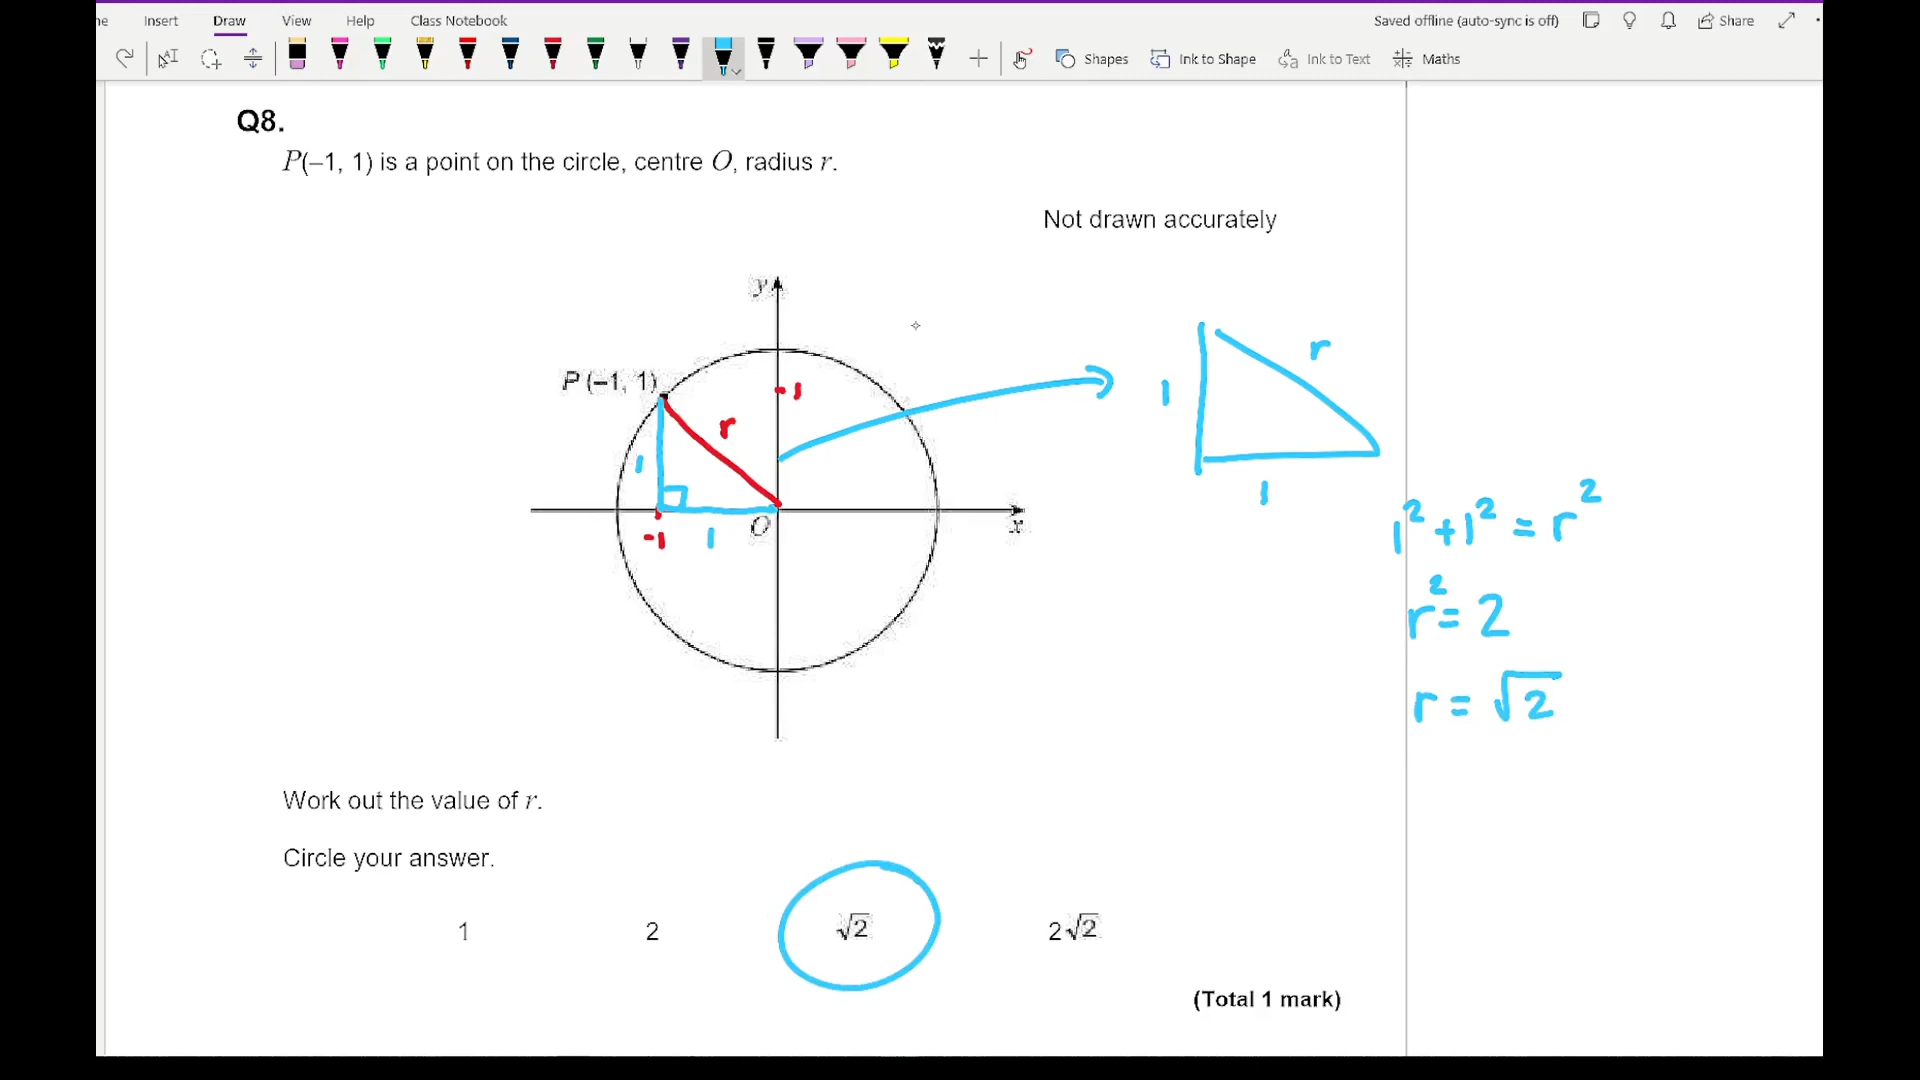 Insert Draw View Help Class Notebook Saved offline (auto-sync is off) Share
Shapes Ink to Shape Ink to Text Maths
Q8.
P(–1, 1) is a point on the circle, centre O, radius r.
Not drawn accurately
y
P (–1, 1)
-1
r
1
O
x
-1
1
r
1
1
1² + 1² = r²
r² = 2
r = √2
Work out the value of r.
Circle your answer.
1 2 √2 2√2
(Total 1 mark)